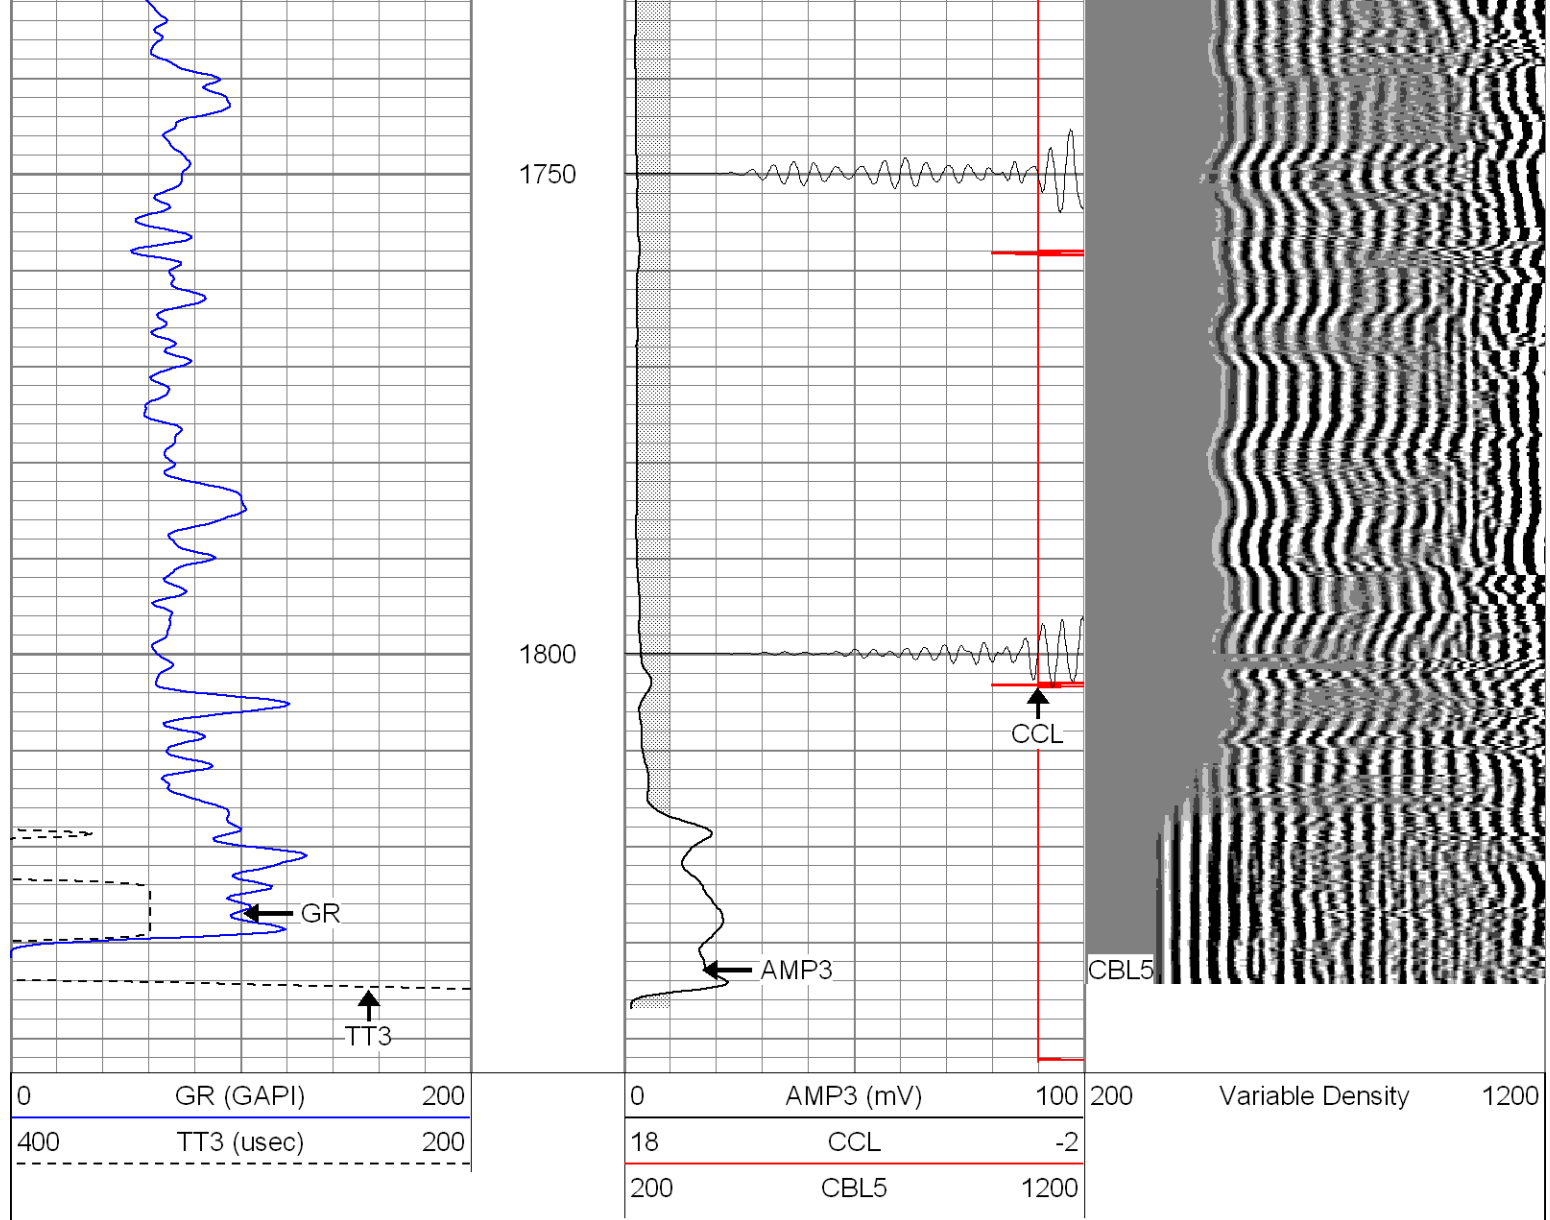 1750
1800
CCL
GR
AMP3
CBL5
TT3
0 GR (GAPI) 200
0 AMP3 (mV) 100
200 Variable Density 1200
400 TT3 (usec) 200
18 CCL -2
200 CBL5 1200